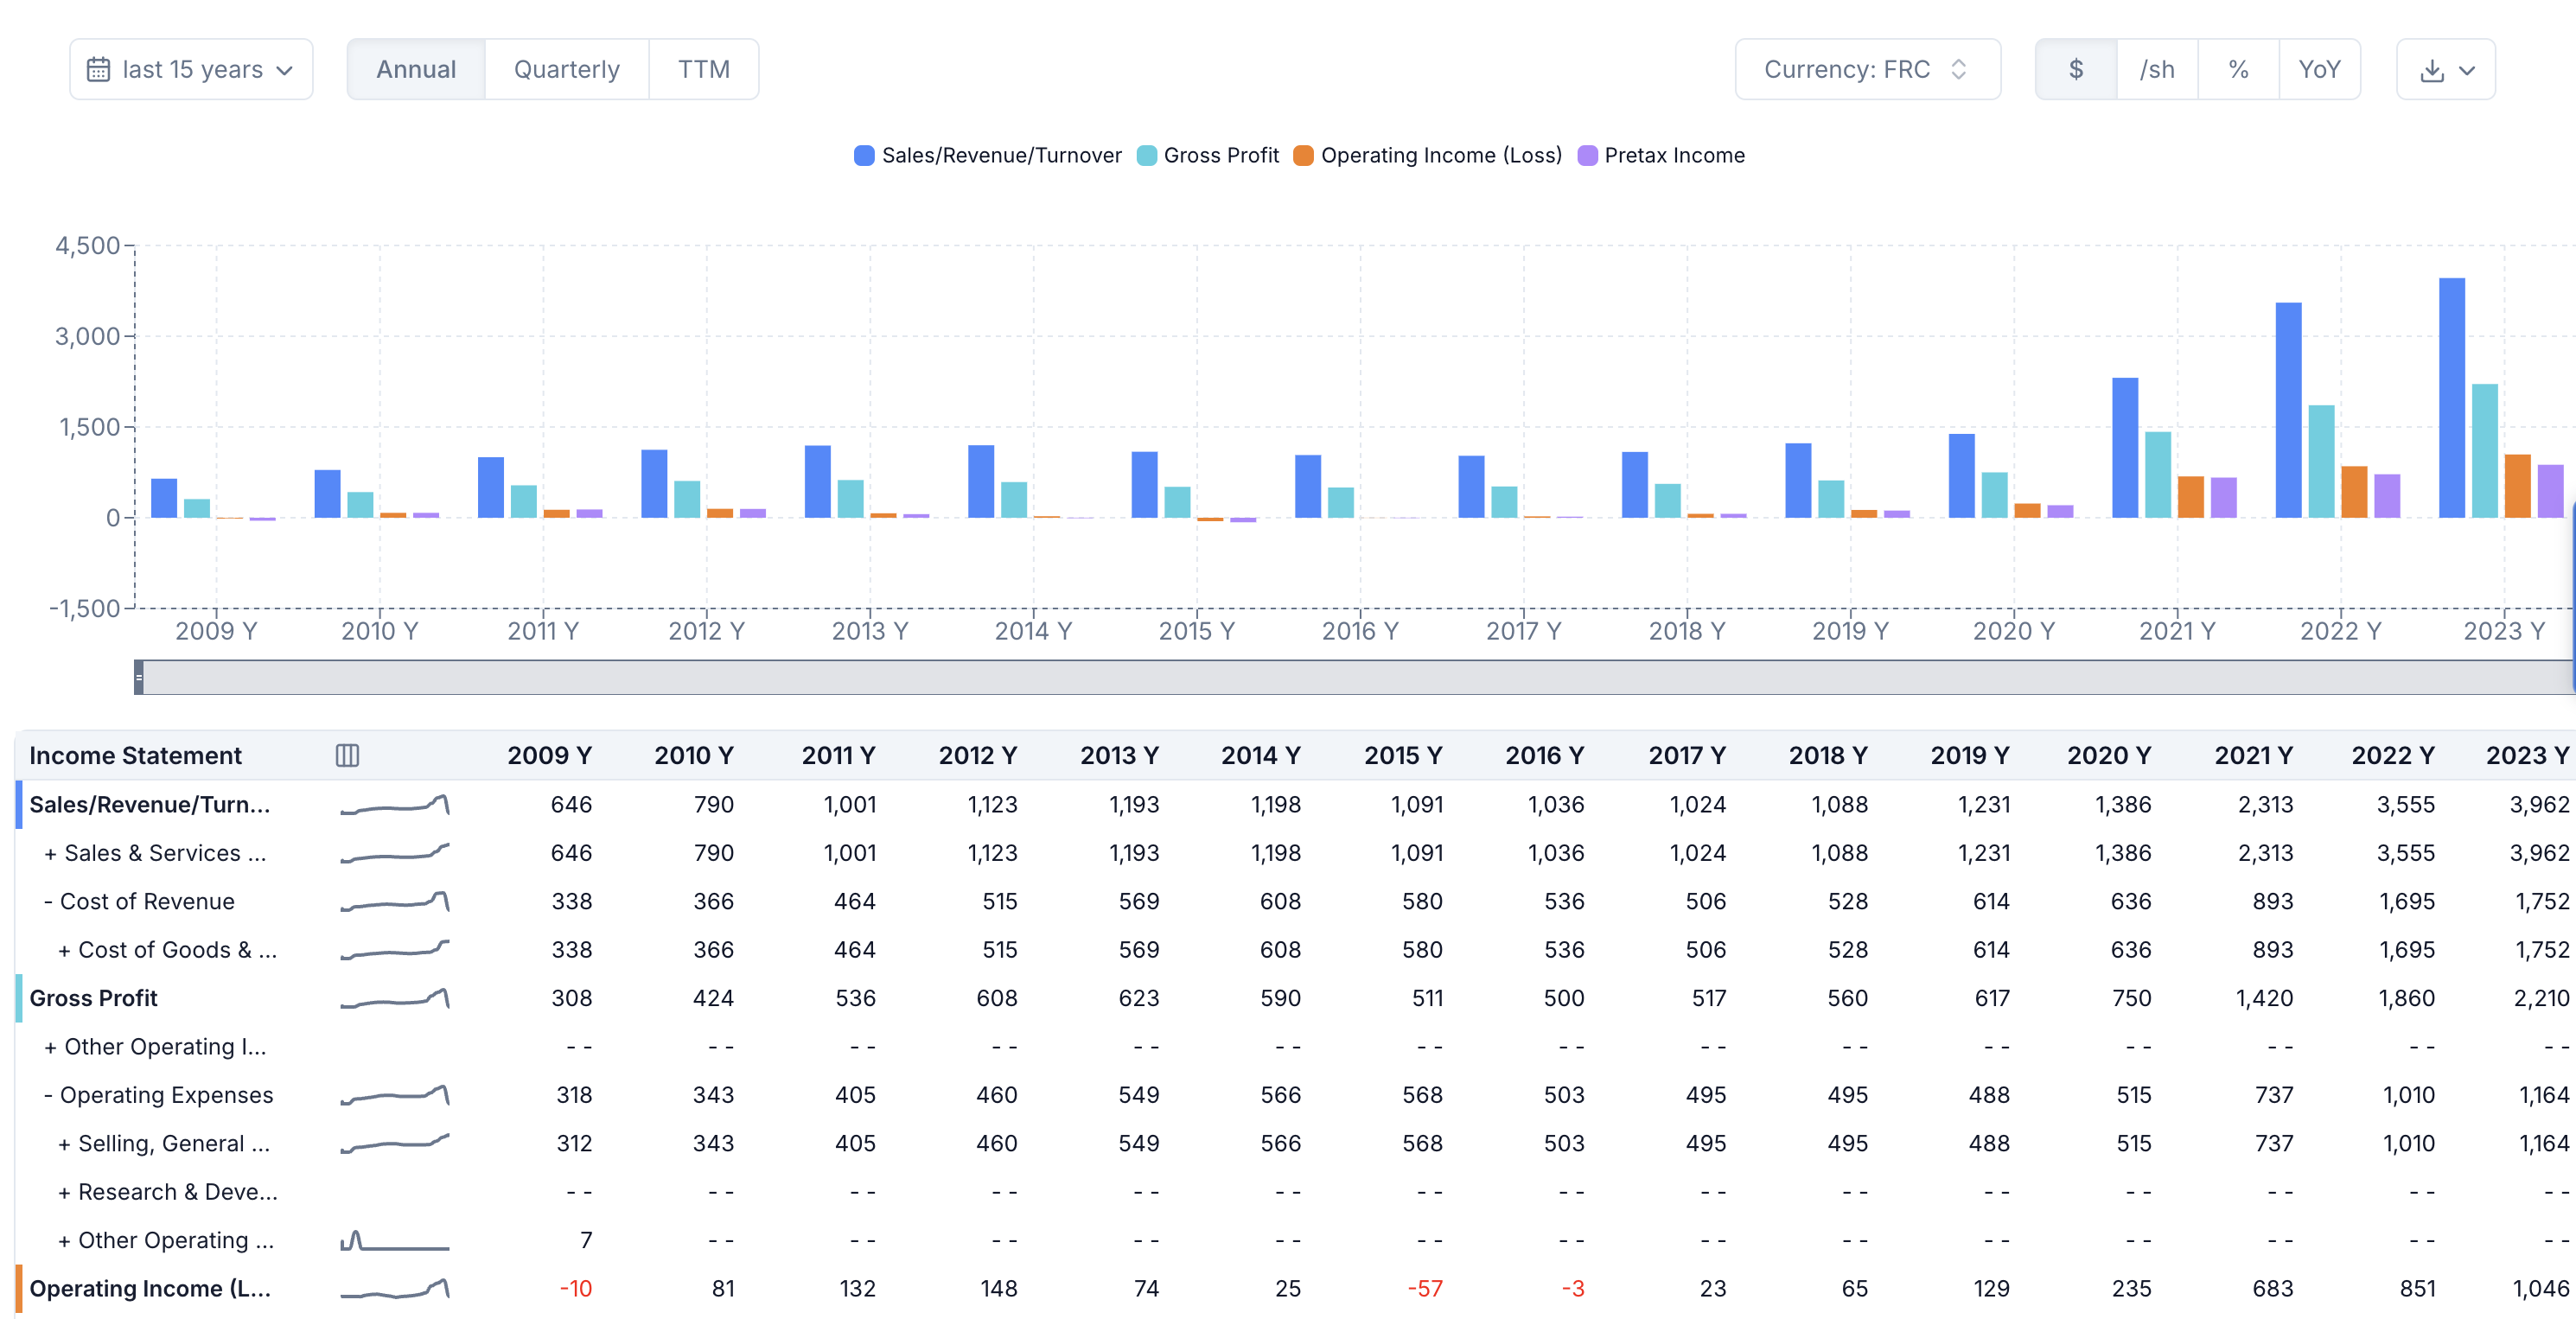 last 15 years Annual Quarterly TTM Currency: FRC $ /sh % YoY
Sales/Revenue/Turnover Gross Profit Operating Income (Loss) Pretax Income
4,500
3,000
1,500
0
-1,500
2009 Y 2010 Y 2011 Y 2012 Y 2013 Y 2014 Y 2015 Y 2016 Y 2017 Y 2018 Y 2019 Y 2020 Y 2021 Y 2022 Y 2023 Y
Income Statement 2009 Y 2010 Y 2011 Y 2012 Y 2013 Y 2014 Y 2015 Y 2016 Y 2017 Y 2018 Y 2019 Y 2020 Y 2021 Y 2022 Y 2023 Y
Sales/Revenue/Turn... 646 790 1,001 1,123 1,193 1,198 1,091 1,036 1,024 1,088 1,231 1,386 2,313 3,555 3,962
+ Sales & Services ... 646 790 1,001 1,123 1,193 1,198 1,091 1,036 1,024 1,088 1,231 1,386 2,313 3,555 3,962
- Cost of Revenue 338 366 464 515 569 608 580 536 506 528 614 636 893 1,695 1,752
+ Cost of Goods & ... 338 366 464 515 569 608 580 536 506 528 614 636 893 1,695 1,752
Gross Profit 308 424 536 608 623 590 511 500 517 560 617 750 1,420 1,860 2,210
+ Other Operating I... - - - - - - - - - - - - - - - - - - - - - - - - - - - - - -
- Operating Expenses 318 343 405 460 549 566 568 503 495 495 488 515 737 1,010 1,164
+ Selling, General ... 312 343 405 460 549 566 568 503 495 495 488 515 737 1,010 1,164
+ Research & Deve... - - - - - - - - - - - - - - - - - - - - - - - - - - - - - -
+ Other Operating ... 7 - - - - - - - - - - - - - - - - - - - - - - - - - - - -
Operating Income (L... -10 81 132 148 74 25 -57 -3 23 65 129 235 683 851 1,046